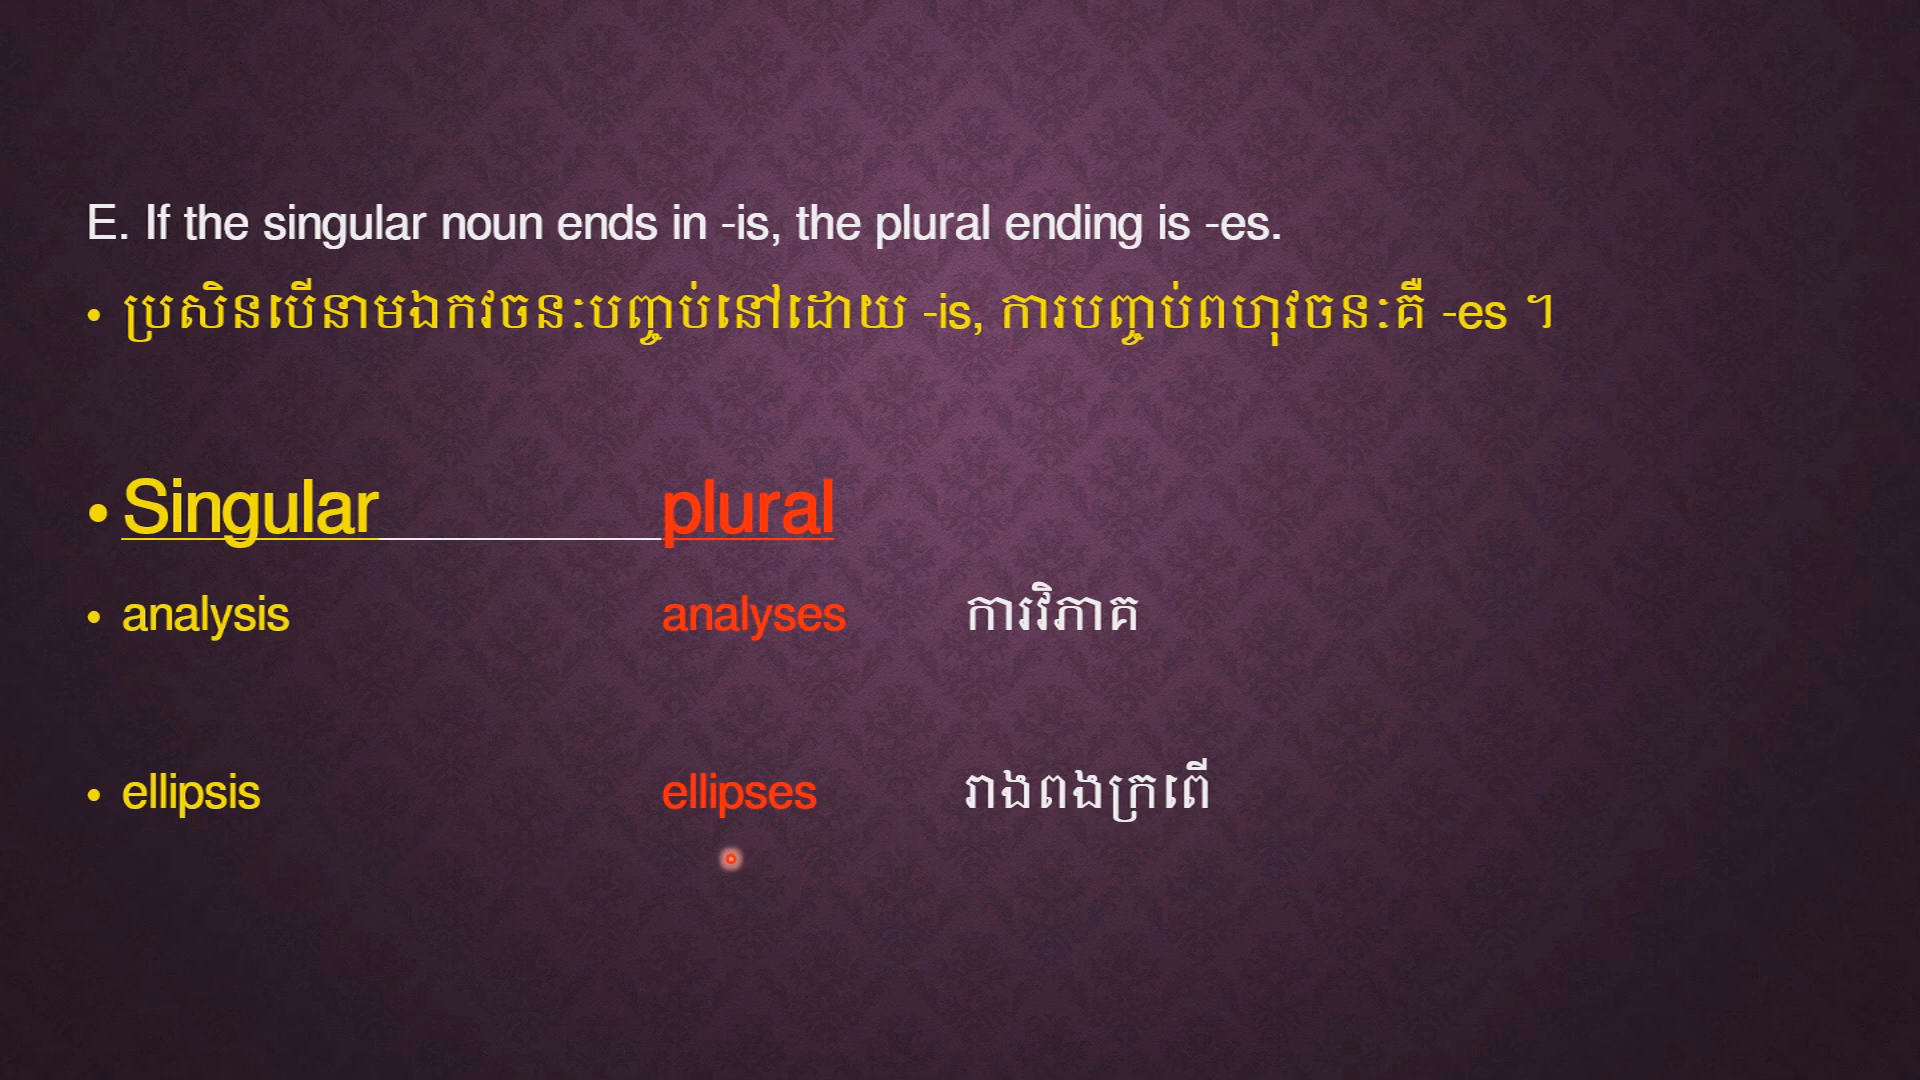 E. If the singular noun ends in -is, the plural ending is -es.
• ប្រសិនបើនាមឯកវចនៈបញ្ចប់នៅដោយ -is, ការបញ្ចប់ពហុវចនៈគឺ -es ។
• Singular plural
• analysis analyses ការវិភាគ
• ellipsis ellipses រាងពងក្រពើ